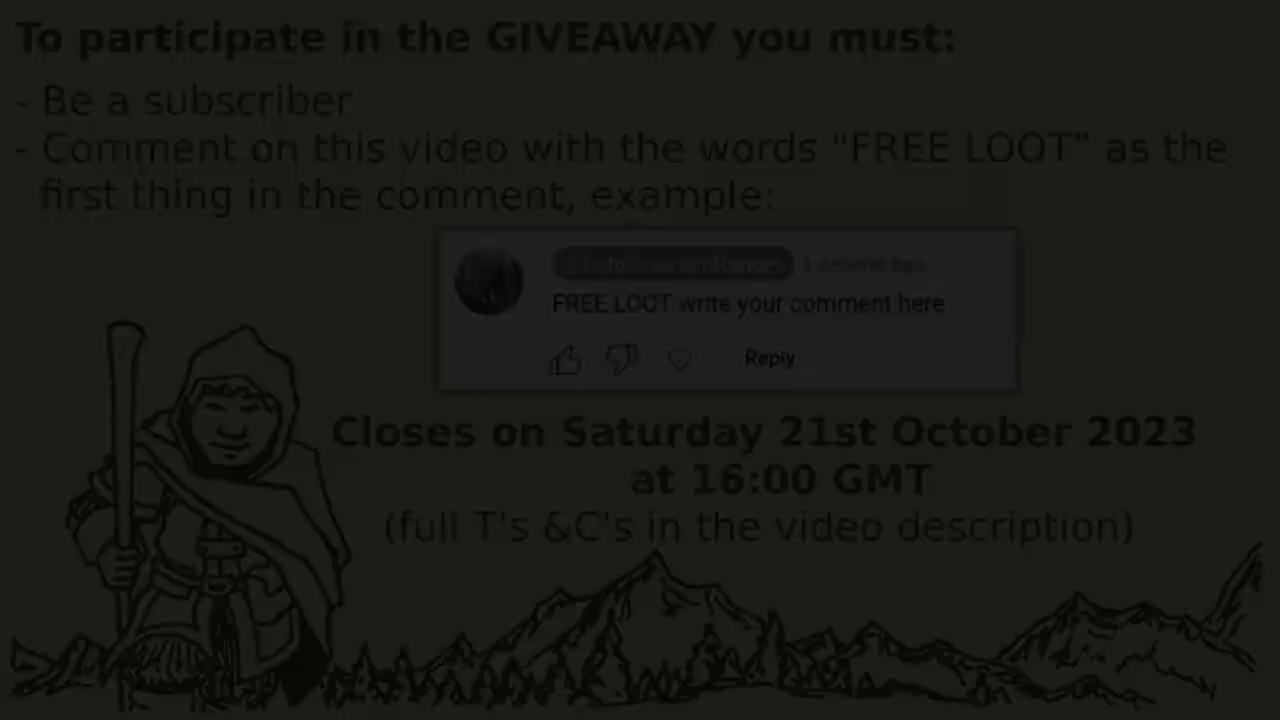 To participate in the GIVEAWAY you must:
- Be a subscriber
- Comment on this video with the words “FREE LOOT” as the
first thing in the comment, example:
FREE LOOT write your comment here
Reply
Closes on Saturday 21st October 2023
at 16:00 GMT
(full T's &C's in the video description)